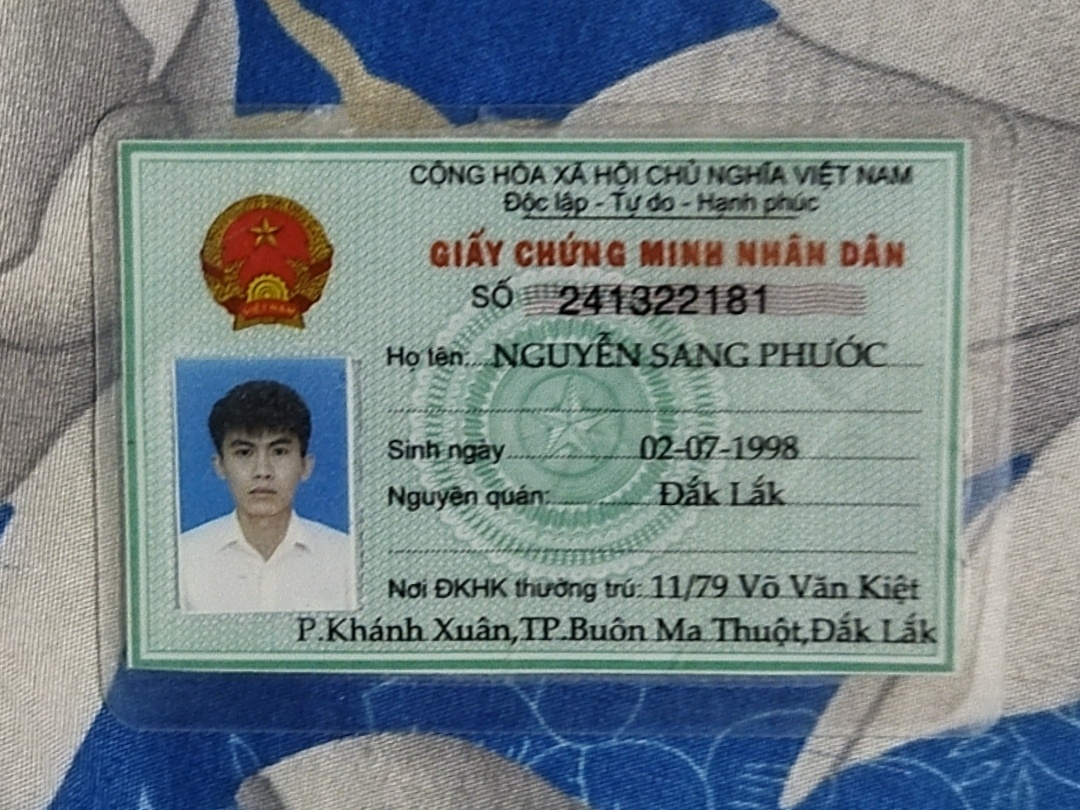 CỘNG HÒA XÃ HỘI CHỦ NGHĨA VIỆT NAM
Độc lập - Tự do - Hạnh phúc
GIẤY CHỨNG MINH NHÂN DÂN
SỐ 241322181
VIỆT NAM
Họ tên: NGUYỄN SANG PHƯỚC
Sinh ngày 02-07-1998
Nguyên quán: Đắk Lắk
Nơi ĐKHK thường trú: 11/79 Võ Văn Kiệt
P.Khánh Xuân,TP.Buôn Ma Thuột,Đắk Lắk